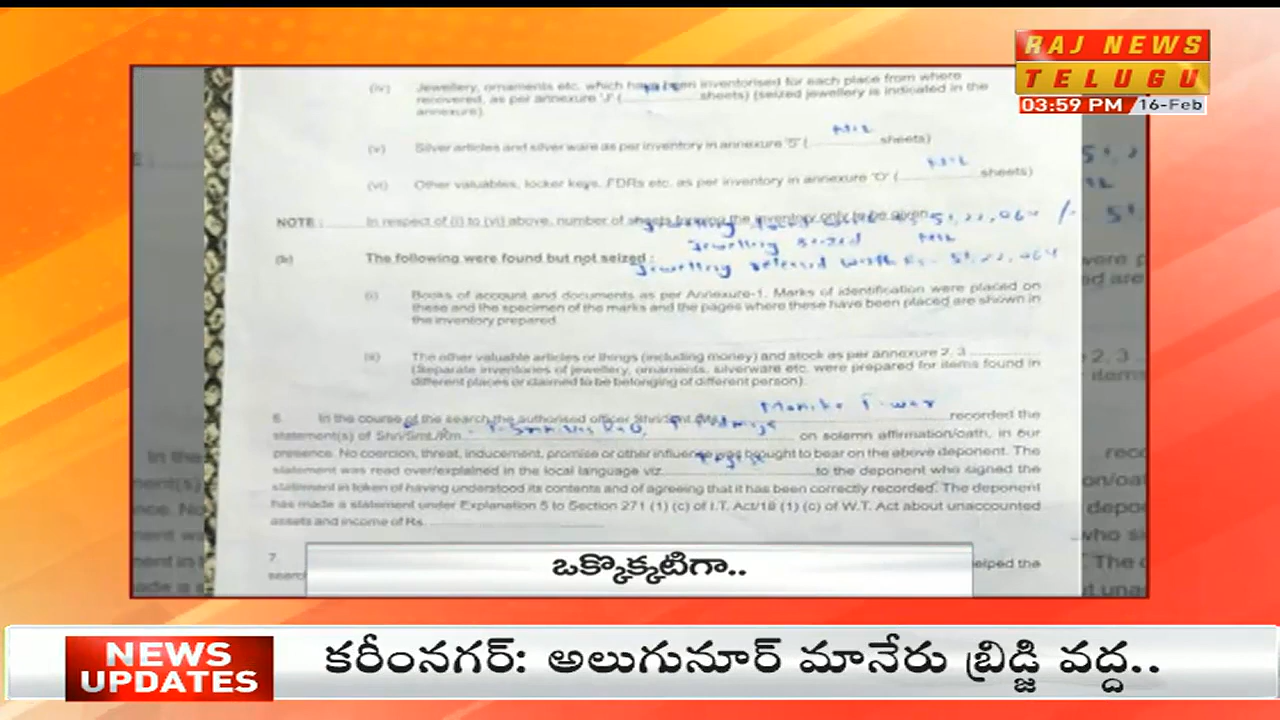 RAJ NEWS
TELUGU
03:59 PM 16-Feb
(iv) Jewellery, ornaments etc. which have been inventorised for each place from where
recovered, as per annexure 'J' (............ sheets) (seized jewellery is indicated in the
annexure).
(v) Silver articles and silver ware as per inventory in annexure 'S' (............ NIL sheets)
(vi) Other valuables, locker keys, FDRs etc. as per inventory in annexure 'O' (............ NIL sheets)
NOTE : In respect of (i) to (vi) above, number of sheets forming the inventory only to be given
51,22,064 /-
Jewellery seized NIL
(b) The following were found but not seized :
Jewellery released worth Rs. 51,22,064
(i) Books of account and documents as per Annexure-1. Marks of identification were placed on
these and the specimen of the marks and the pages where these have been placed are shown in
the inventory prepared.
(ii) The other valuable articles or things (including money) and stock as per annexure 2, 3 ............
(Separate inventories of jewellery, ornaments, silverware etc. were prepared for items found in
different places or claimed to be belonging of different person).
6. In the course of the search the authorised officer Shri/Smt./Ms. ............ recorded the
statement(s) of Shri/Smt./Km ............ on solemn affirmation/oath, in our
presence. No coercion, threat, inducement, promise or other influence was brought to bear on the above deponent. The
statement was read over/explained in the local language viz ............ to the deponent who signed the
statement in token of having understood its contents and of agreeing that it has been correctly recorded. The deponent
has made a statement under Explanation 5 to Section 271 (1) (c) of I.T. Act/18 (1) (c) of W.T. Act about unaccounted
assets and income of Rs. ............
7.
searc
elped the
ఒక్కొక్కటిగా..
NEWS
UPDATES
కరీంనగర్: అలుగునూర్ మానేరు బ్రిడ్జి వద్ద..